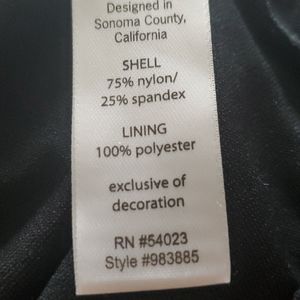 Designed in
Sonoma County,
California
SHELL
75% nylon/
25% spandex
LINING
100% polyester
exclusive of
decoration
RN #54023
Style #983885